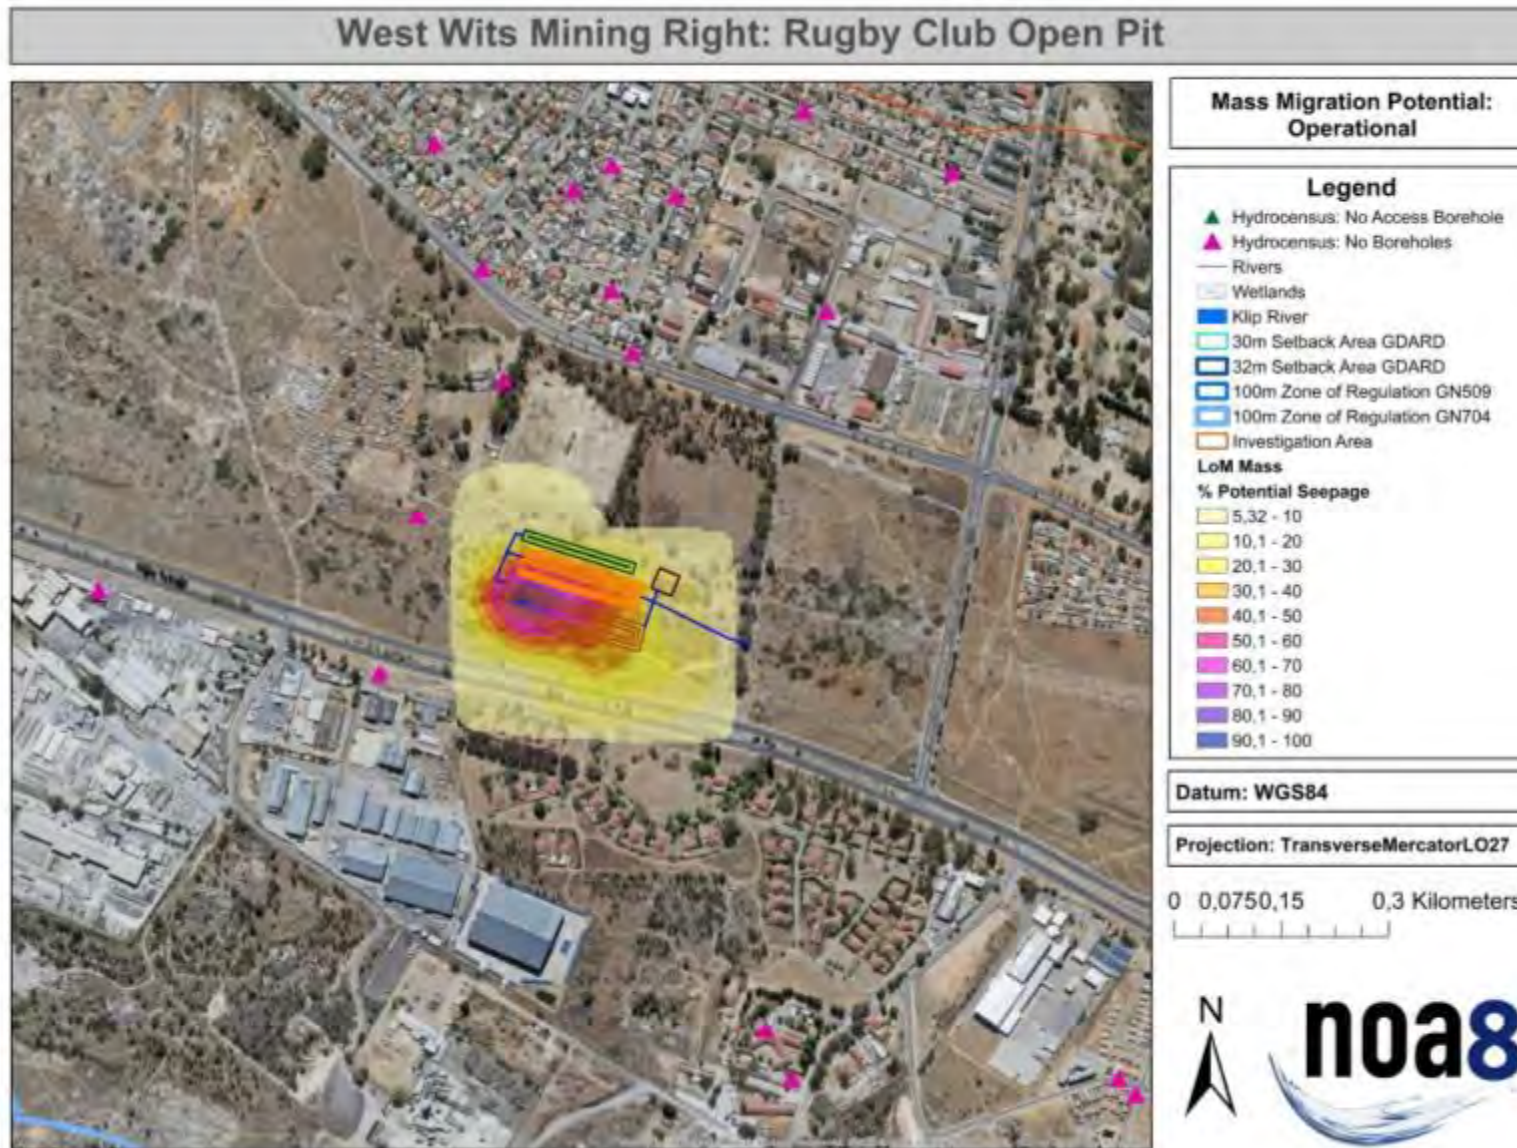 West Wits Mining Right: Rugby Club Open Pit
Mass Migration Potential:
Operational
Legend
Hydrocensus: No Access Borehole
Hydrocensus: No Boreholes
Rivers
Wetlands
Klip River
30m Setback Area GDARD
32m Setback Area GDARD
100m Zone of Regulation GN509
100m Zone of Regulation GN704
Investigation Area
LoM Mass
% Potential Seepage
5,32 - 10
10,1 - 20
20,1 - 30
30,1 - 40
40,1 - 50
50,1 - 60
60,1 - 70
70,1 - 80
80,1 - 90
90,1 - 100
Datum: WGS84
Projection: TransverseMercatorLO27
0 0,0750,15 0,3 Kilometers
N
noa8